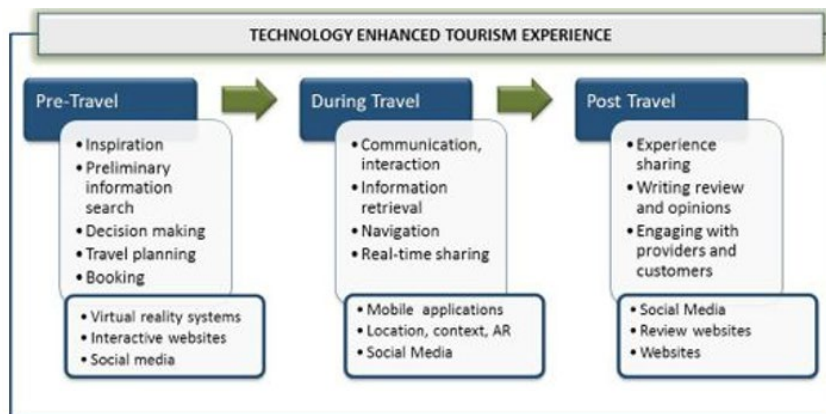 TECHNOLOGY ENHANCED TOURISM EXPERIENCE
Pre-Travel
• Inspiration
• Preliminary
information
search
• Decision making
• Travel planning
• Booking
• Virtual reality systems
• Interactive websites
• Social media
During Travel
• Communication,
interaction
• Information
retrieval
• Navigation
• Real-time sharing
• Mobile applications
• Location, context, AR
• Social Media
Post Travel
• Experience
sharing
• Writing review
and opinions
• Engaging with
providers and
customers
• Social Media
• Review websites
• Websites